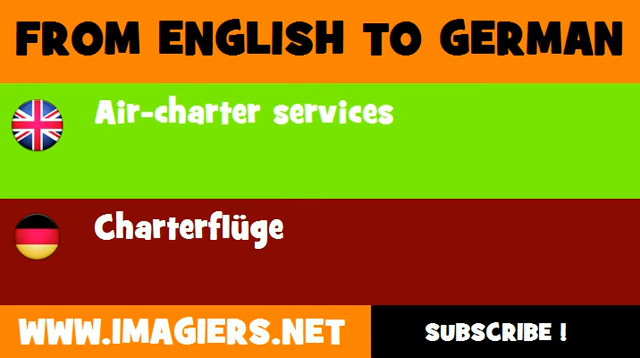 FROM ENGLISH TO GERMAN
Air-charter services
Charterflüge
WWW.IMAGIERS.NET
SUBSCRIBE !